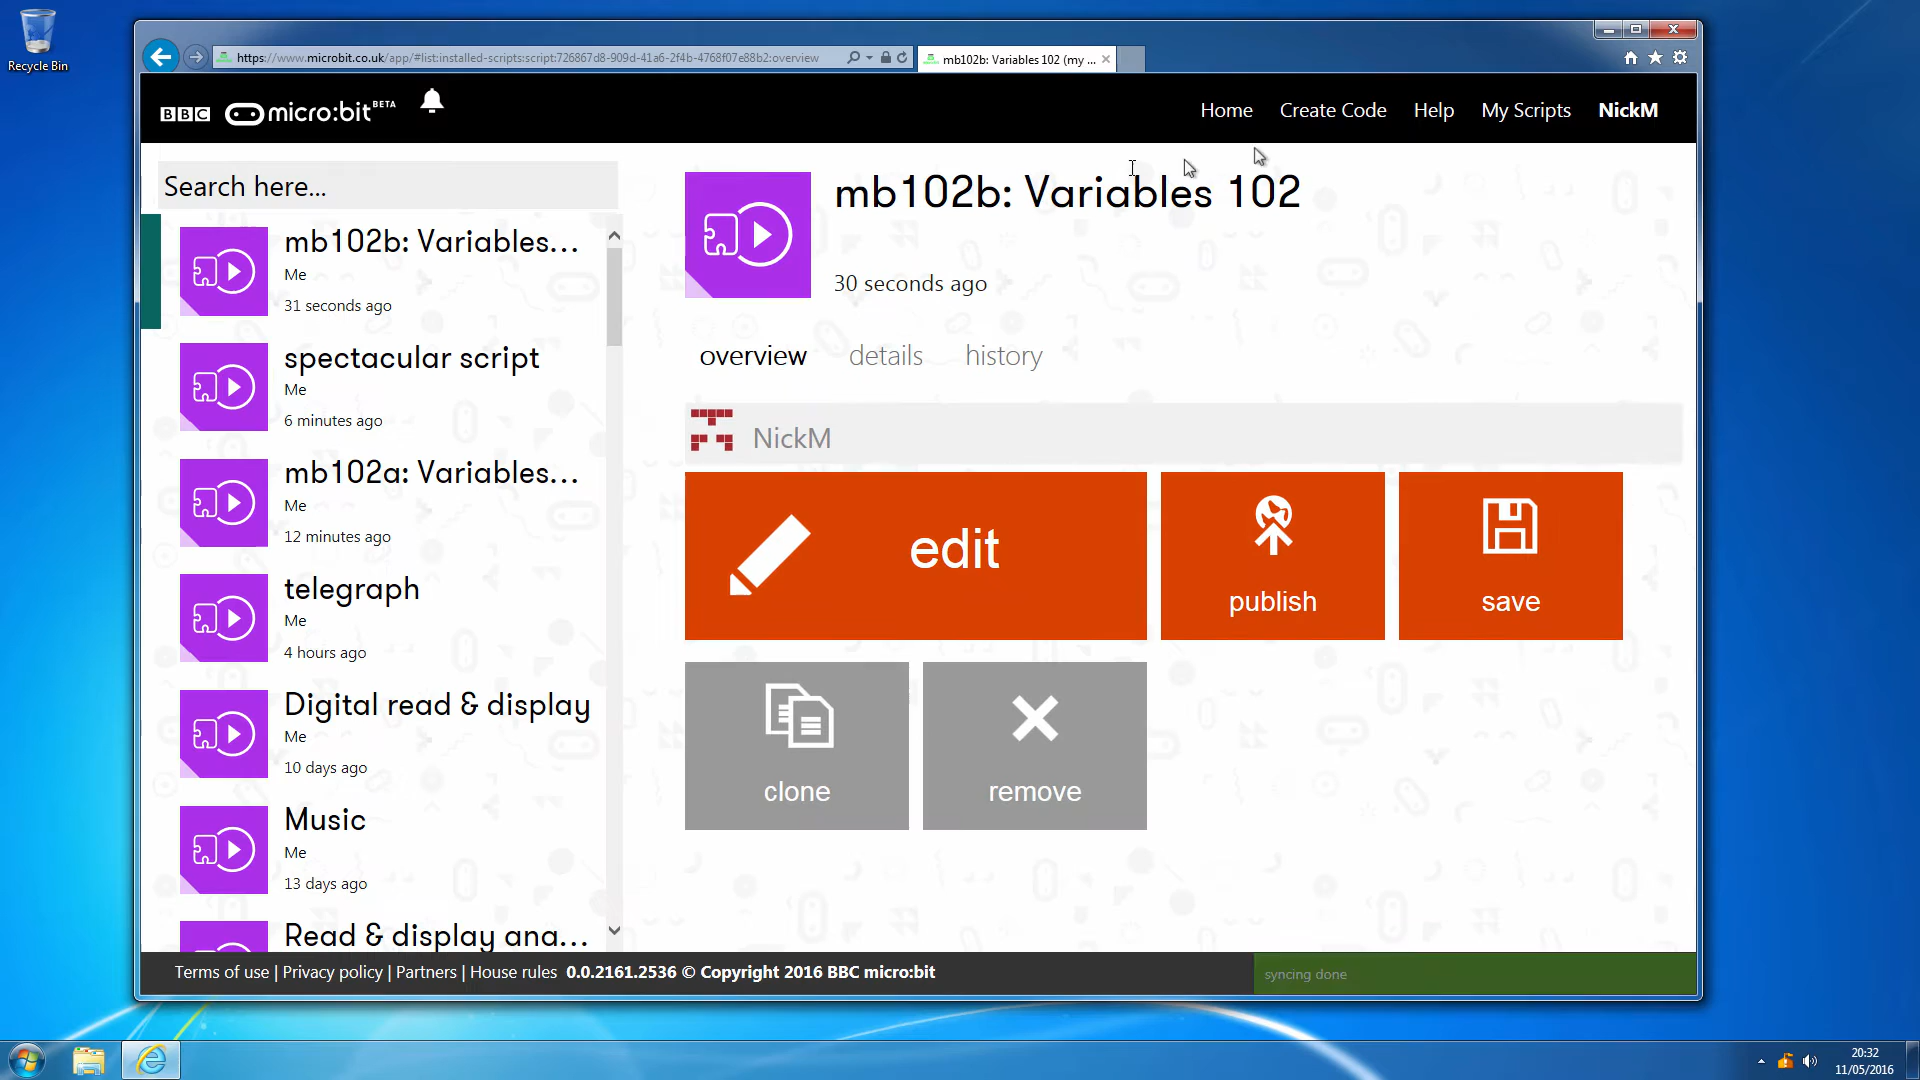 Recycle Bin
https://www.microbit.co.uk/app/#list:installed-scripts:script:726867d8-909d-41a6-2f4b-4768f07e88b2:overview
mb102b: Variables 102 (my ...
BBC micro:bit BETA
Home Create Code Help My Scripts NickM
Search here...
mb102b: Variables...
Me
31 seconds ago
spectacular script
Me
6 minutes ago
mb102a: Variables...
Me
12 minutes ago
telegraph
Me
4 hours ago
Digital read & display
Me
10 days ago
Music
Me
13 days ago
Read & display ana...
mb102b: Variables 102
30 seconds ago
overview details history
NickM
edit
publish
save
clone
remove
Terms of use | Privacy policy | Partners | House rules 0.0.2161.2536 © Copyright 2016 BBC micro:bit
syncing done
20:32
11/05/2016